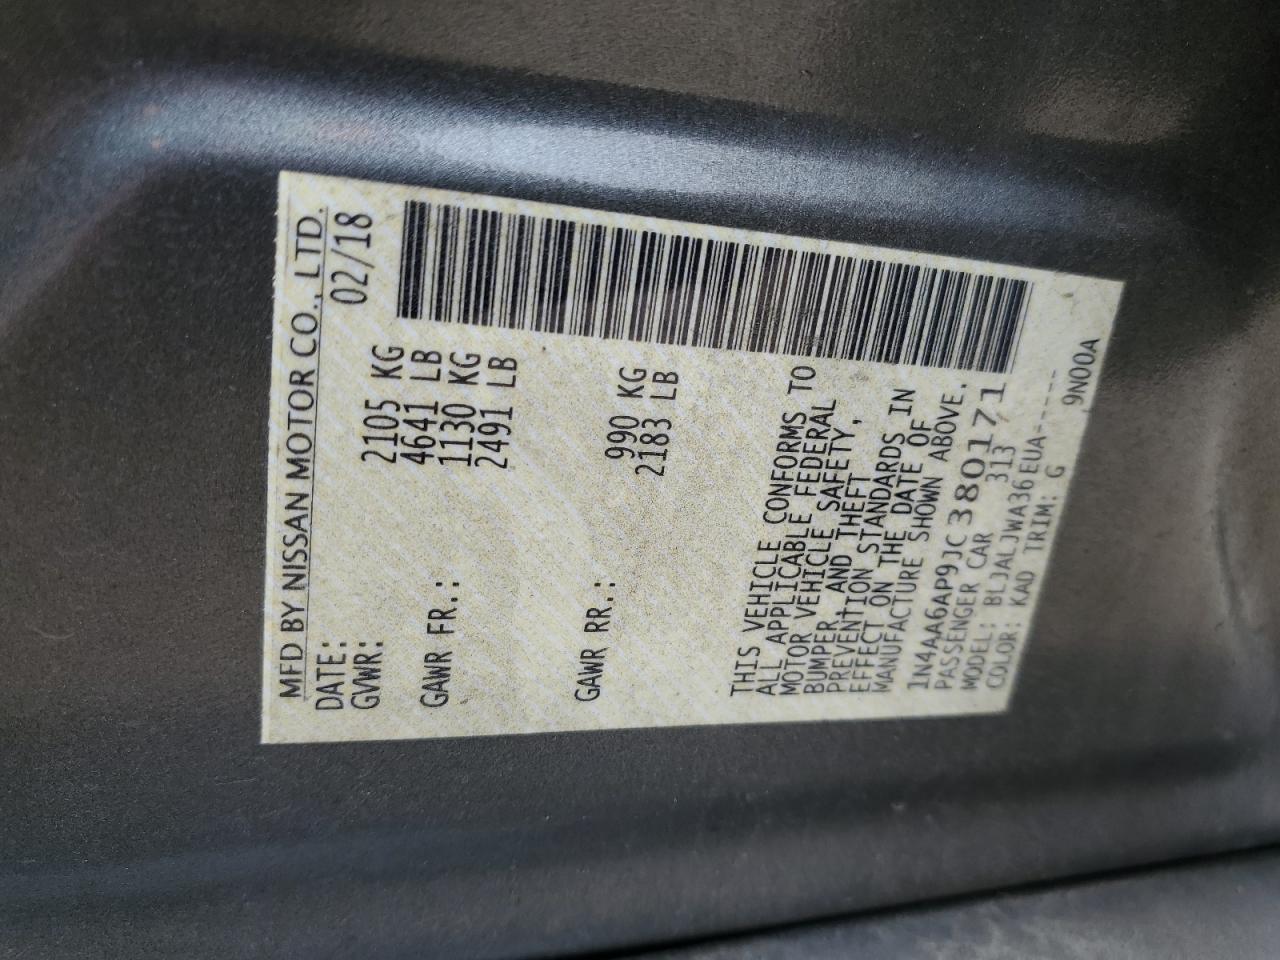 MFD BY NISSAN MOTOR CO., LTD.
DATE: 02/18
GVWR: 2105 KG
4641 LB
GAWR FR.: 1130 KG
2491 LB
GAWR RR.: 990 KG
2183 LB
THIS VEHICLE CONFORMS TO
ALL APPLICABLE FEDERAL
MOTOR VEHICLE SAFETY,
BUMPER, AND THEFT
PREVENTION STANDARDS IN
EFFECT ON THE DATE OF
MANUFACTURE SHOWN ABOVE.
1N4AA6AP9JC380171
PASSENGER CAR 313
MODEL: BLJALJWA36EUA-----
COLOR: KAD TRIM: G 9N00A